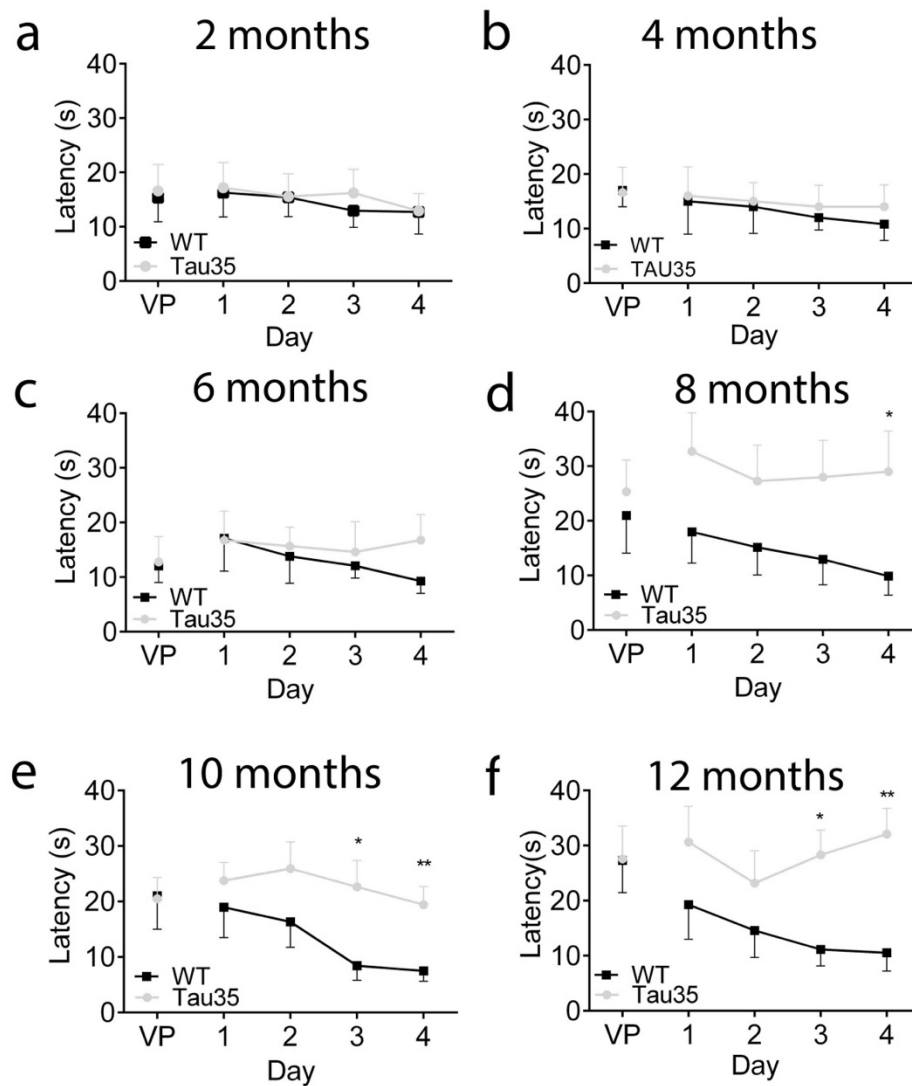 a 2 months
40
30
20
10
0
Latency (s)
WT
Tau35
VP 1 2 3 4
Day
b 4 months
40
30
20
10
0
Latency (s)
WT
TAU35
VP 1 2 3 4
Day
c 6 months
40
30
20
10
0
Latency (s)
WT
Tau35
VP 1 2 3 4
Day
d 8 months
40
30
20
10
0
Latency (s)
*
WT
Tau35
VP 1 2 3 4
Day
e 10 months
40
30
20
10
0
Latency (s)
* **
WT
Tau35
VP 1 2 3 4
Day
f 12 months
40
30
20
10
0
Latency(s)
* **
WT
Tau35
VP 1 2 3 4
Day